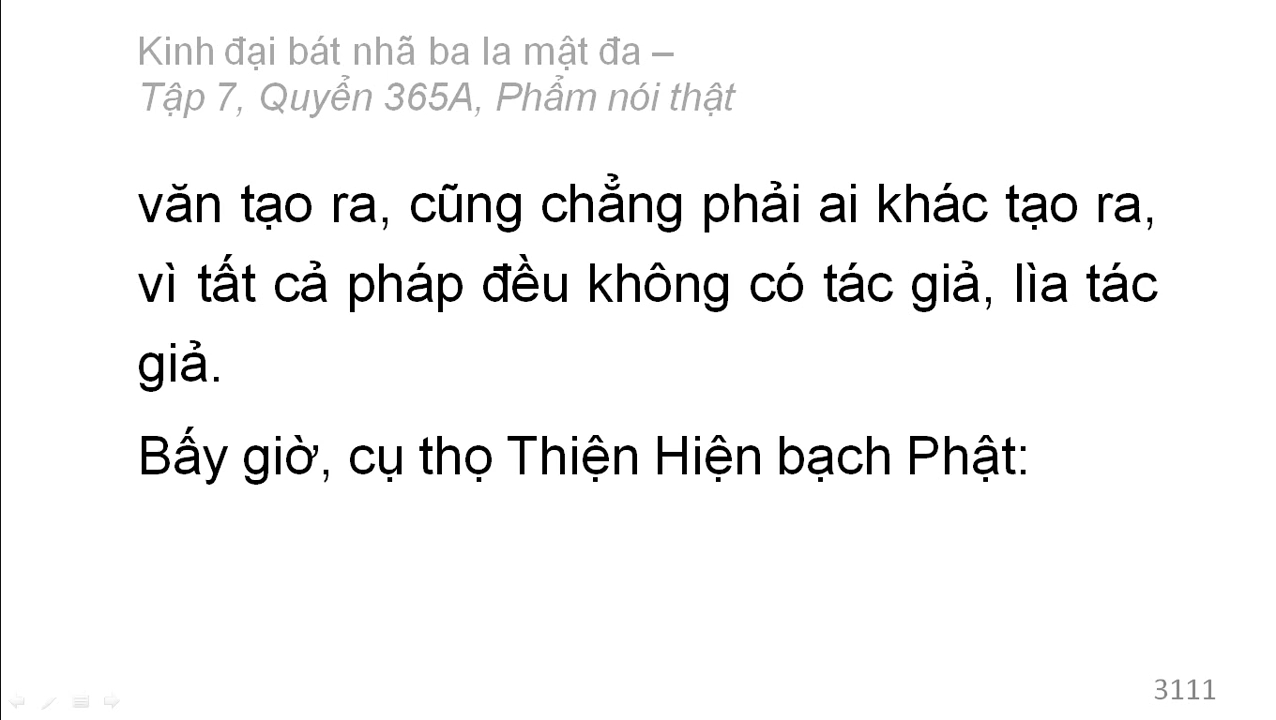 Kinh đại bát nhã ba la mật đa –
Tập 7, Quyển 365A, Phẩm nói thật
văn tạo ra, cũng chẳng phải ai khác tạo ra,
vì tất cả pháp đều không có tác giả, lìa tác
giả.
Bấy giờ, cụ thọ Thiện Hiện bạch Phật:
3111